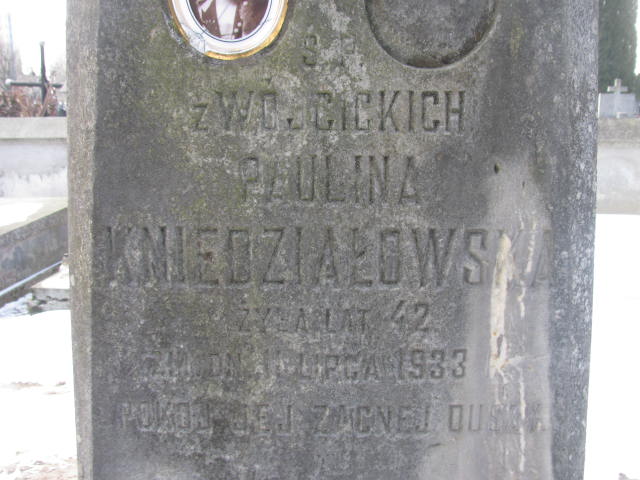 Ś.P.
z WÓJCICKICH
PAULINA
KNIEDZIAŁOWSKA
ŻYŁA LAT 42
ZM. DN. LIPCA 1933
POKÓJ JEJ ZACNEJ DUSZY